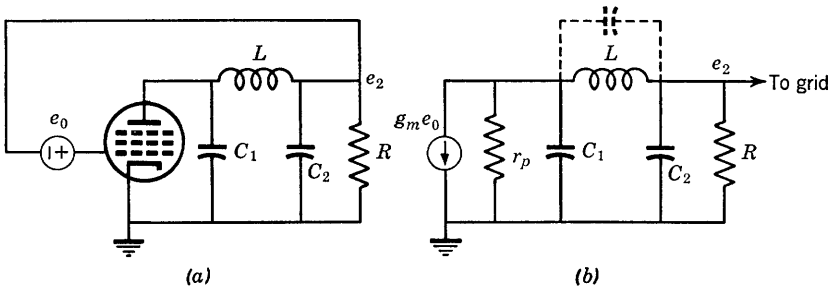 L
e₂
e₀
C₁
C₂
R
(a)
L
e₂
To grid
gₘe₀
rₚ
C₁
C₂
R
(b)